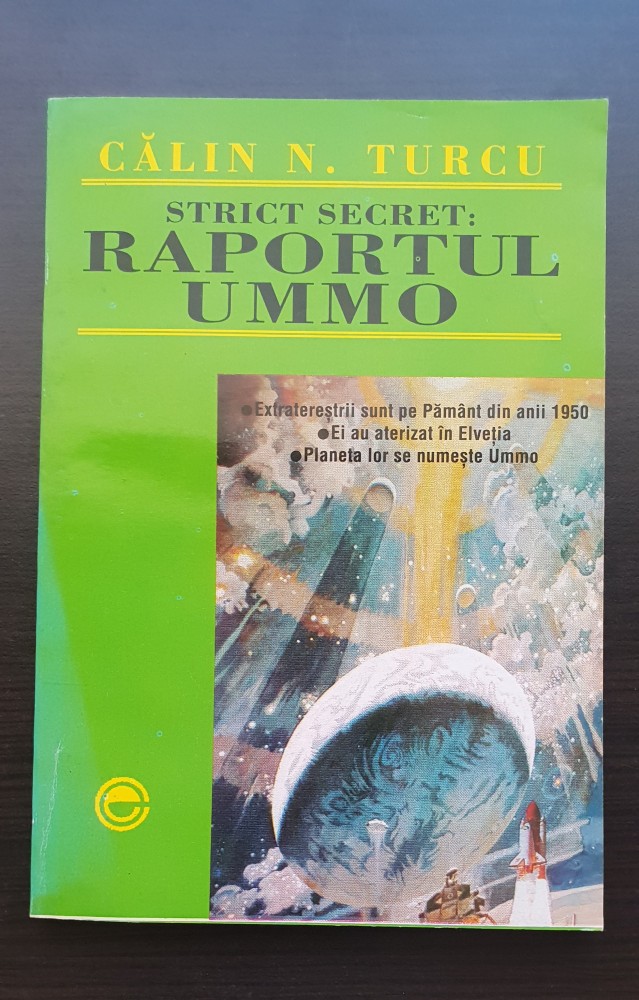 CĂLIN N. TURCU
STRICT SECRET:
RAPORTUL
UMMO
●Extratereștrii sunt pe Pământ din anii 1950
●Ei au aterizat în Elveția
●Planeta lor se numește Ummo